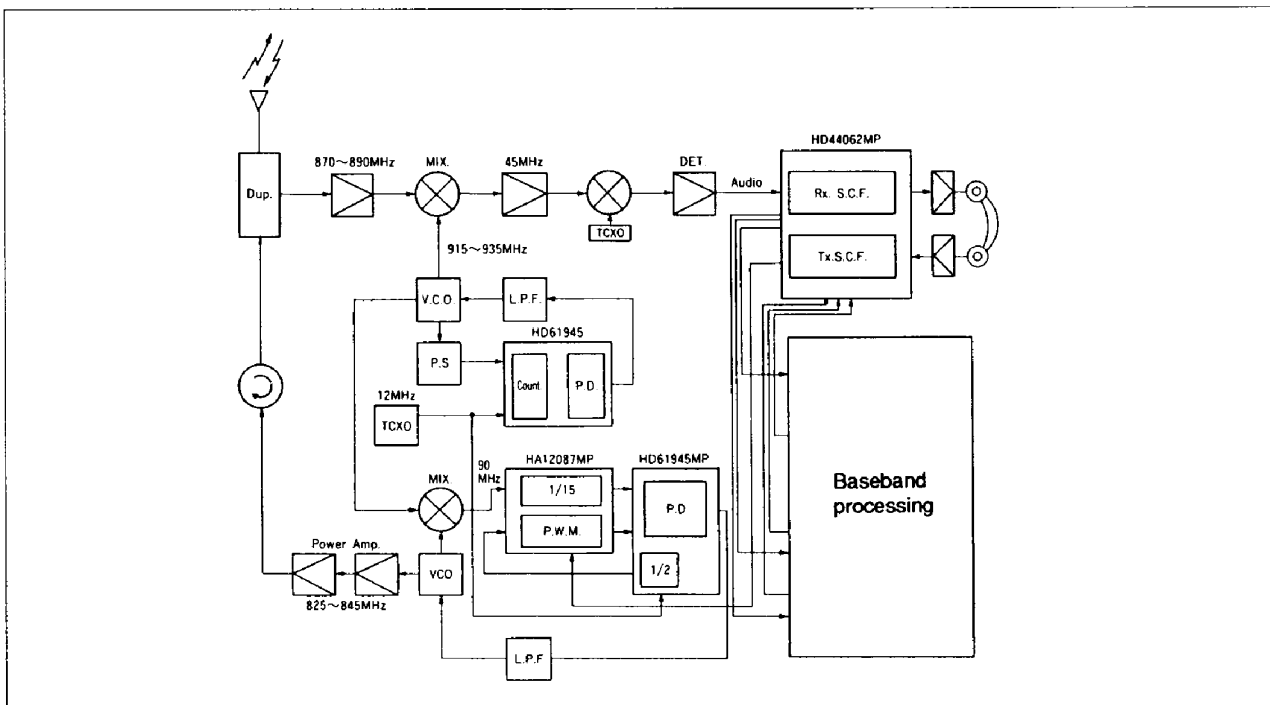 HD44062MP
870~890MHz
MIX.
45MHz
DET.
Dup.
Audio
Rx. S.C.F.
TCXO
Tx.S.C.F.
915~935MHz
V.C.O.
L.P.F.
HD61945
P.S
Count.
P.D.
12MHz
TCXO
HA12087MP
HD61945MP
MIX.
90
MHz
1/15
P.D
P.W.M.
Baseband
processing
Power Amp.
VCO
1/2
825~845MHz
L.P.F